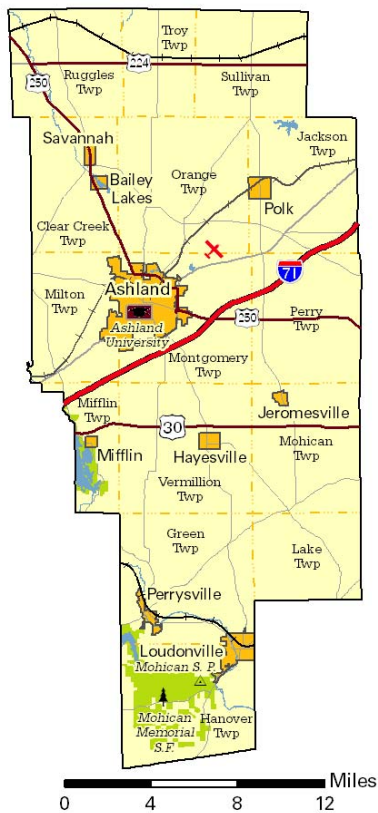 Troy
Twp
224
250
Ruggles
Twp
Sullivan
Twp
Savannah
Jackson
Twp
Bailey
Lakes
Orange
Twp
Polk
Clear Creek
Twp
71
Ashland
Milton
Twp
Ashland
University
250
Perry
Twp
Montgomery
Twp
Mifflin
Twp
Jeromesville
30
Mifflin
Hayesville
Mohican
Twp
Vermillion
Twp
Green
Twp
Lake
Twp
Perrysville
Loudonville
Mohican S. P.
Mohican
Memorial
S.F.
Hanover
Twp
Miles
0 4 8 12